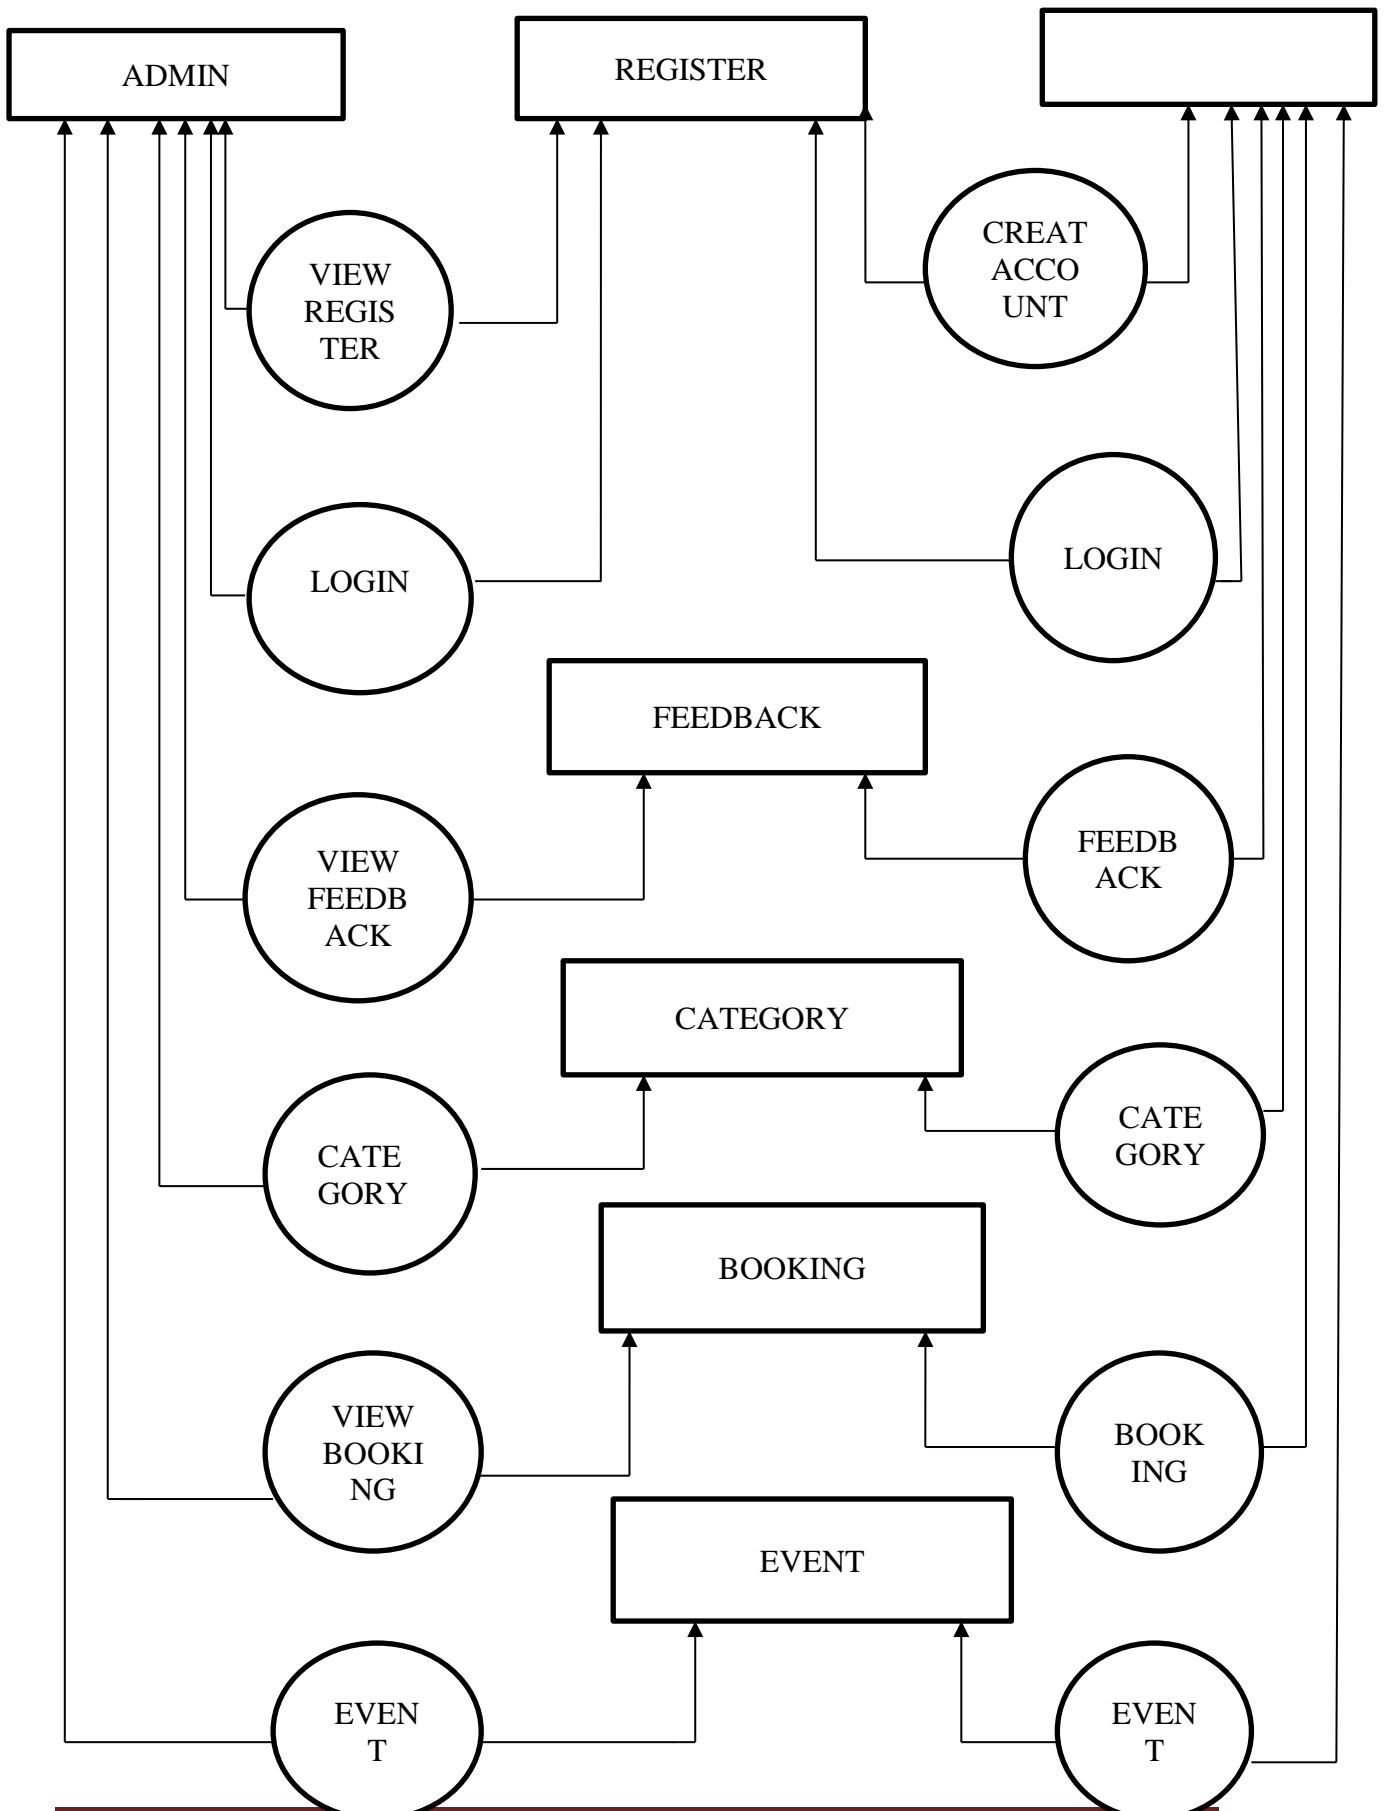 ADMIN
REGISTER
VIEW
REGIS
TER
CREAT
ACCO
UNT
LOGIN
LOGIN
FEEDBACK
VIEW
FEEDB
ACK
FEEDB
ACK
CATEGORY
CATE
GORY
CATE
GORY
BOOKING
VIEW
BOOKI
NG
BOOK
ING
EVENT
EVEN
T
EVEN
T